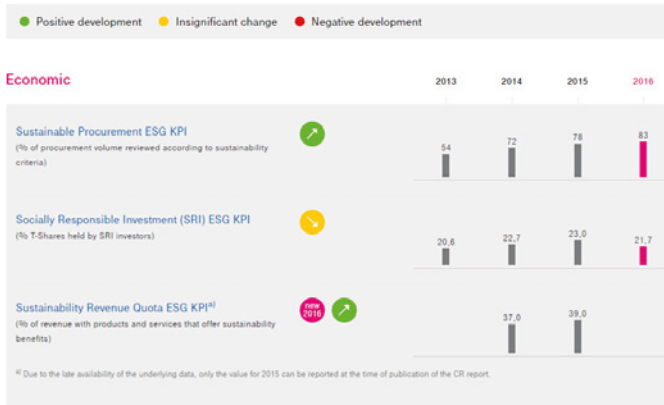 Positive development Insignificant change Negative development
Economic 2013 2014 2015 2016
Sustainable Procurement ESG KPI
(% of procurement volume reviewed according to sustainability
criteria)
54 72 78 83
Socially Responsible Investment (SRI) ESG KPI
(% T-Shares held by SRI investors)
20,6 22,7 23,0 21,7
Sustainability Revenue Quota ESG KPI a)
new
2016
(% of revenue with products and services that offer sustainability
benefits)
37,0 39,0
a) Due to the late availability of the underlying data, only the value for 2015 can be reported at the time of publication of the CR report.